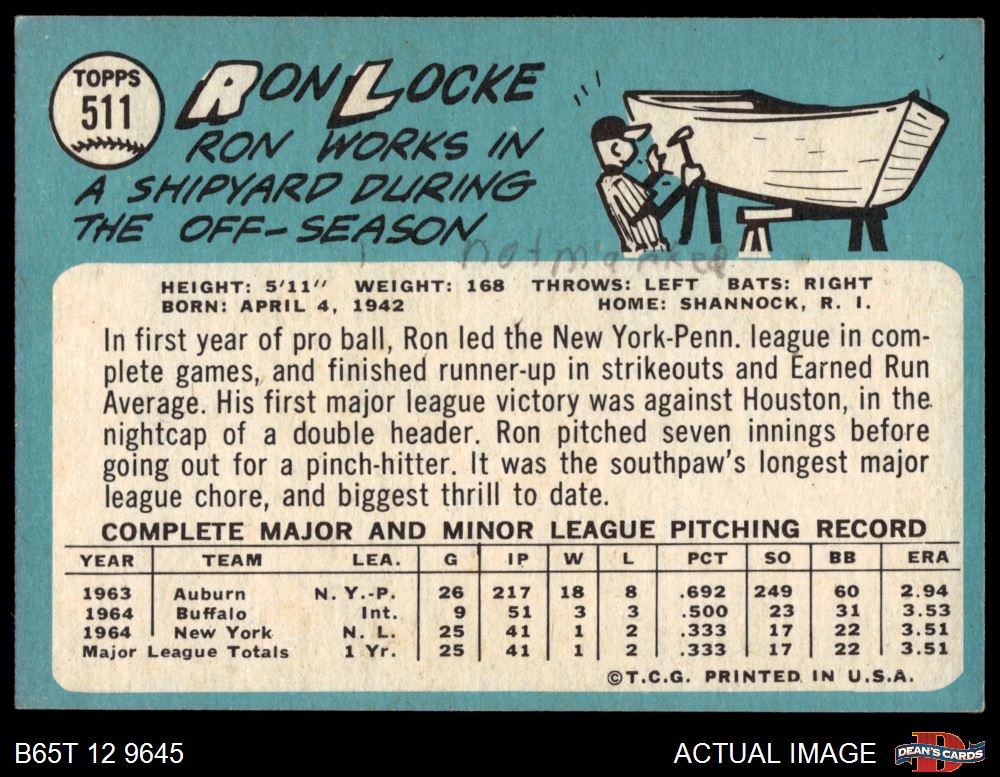 TOPPS
511
RON LOCKE
RON WORKS IN
A SHIPYARD DURING
THE OFF-SEASON
not marked
HEIGHT: 5'11" WEIGHT: 168 THROWS: LEFT BATS: RIGHT
BORN: APRIL 4, 1942 HOME: SHANNOCK, R. I.
In first year of pro ball, Ron led the New York-Penn. league in com-
plete games, and finished runner-up in strikeouts and Earned Run
Average. His first major league victory was against Houston, in the
nightcap of a double header. Ron pitched seven innings before
going out for a pinch-hitter. It was the southpaw's longest major
league chore, and biggest thrill to date.
COMPLETE MAJOR AND MINOR LEAGUE PITCHING RECORD
YEAR TEAM LEA. G IP W L PCT SO BB ERA
1963 Auburn N. Y.-P. 26 217 18 8 .692 249 60 2.94
1964 Buffalo Int. 9 51 3 3 .500 23 31 3.53
1964 New York N. L. 25 41 1 2 .333 17 22 3.51
Major League Totals 1 Yr. 25 41 1 2 .333 17 22 3.51
©T.C.G. PRINTED IN U.S.A.
B65T 12 9645
ACTUAL IMAGE
DEAN'S CARDS